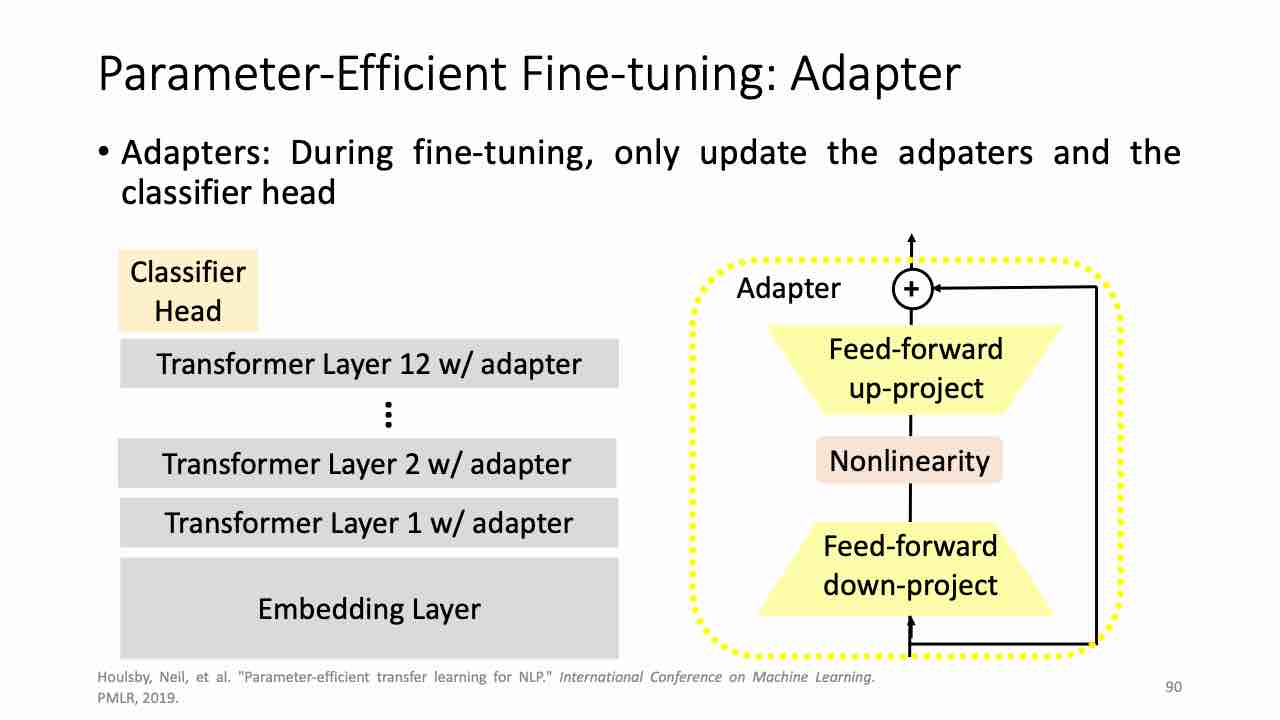 Parameter-Efficient Fine-tuning: Adapter
• Adapters: During fine-tuning, only update the adpaters and the
classifier head
Classifier
Head
Transformer Layer 12 w/ adapter
⋮
Transformer Layer 2 w/ adapter
Transformer Layer 1 w/ adapter
Embedding Layer
Adapter
+
Feed-forward
up-project
Nonlinearity
Feed-forward
down-project
Houlsby, Neil, et al. "Parameter-efficient transfer learning for NLP." International Conference on Machine Learning.
PMLR, 2019.
90